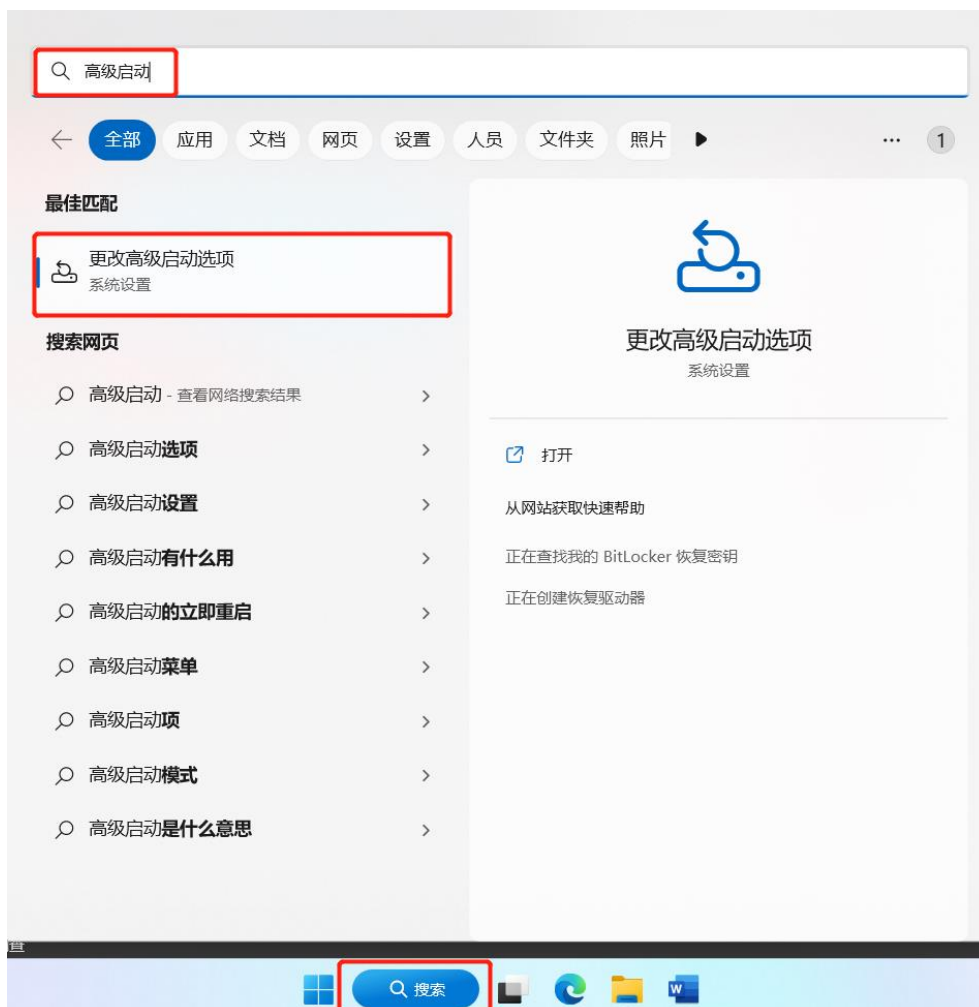 高级启动
全部 应用 文档 网页 设置 人员 文件夹 照片 ... 1
最佳匹配
更改高级启动选项
系统设置
搜索网页
高级启动 - 查看网络搜索结果
高级启动选项
高级启动设置
高级启动有什么用
高级启动的立即重启
高级启动菜单
高级启动项
高级启动模式
高级启动是什么意思
更改高级启动选项
系统设置
打开
从网站获取快速帮助
正在查找我的 BitLocker 恢复密钥
正在创建恢复驱动器
搜索
W